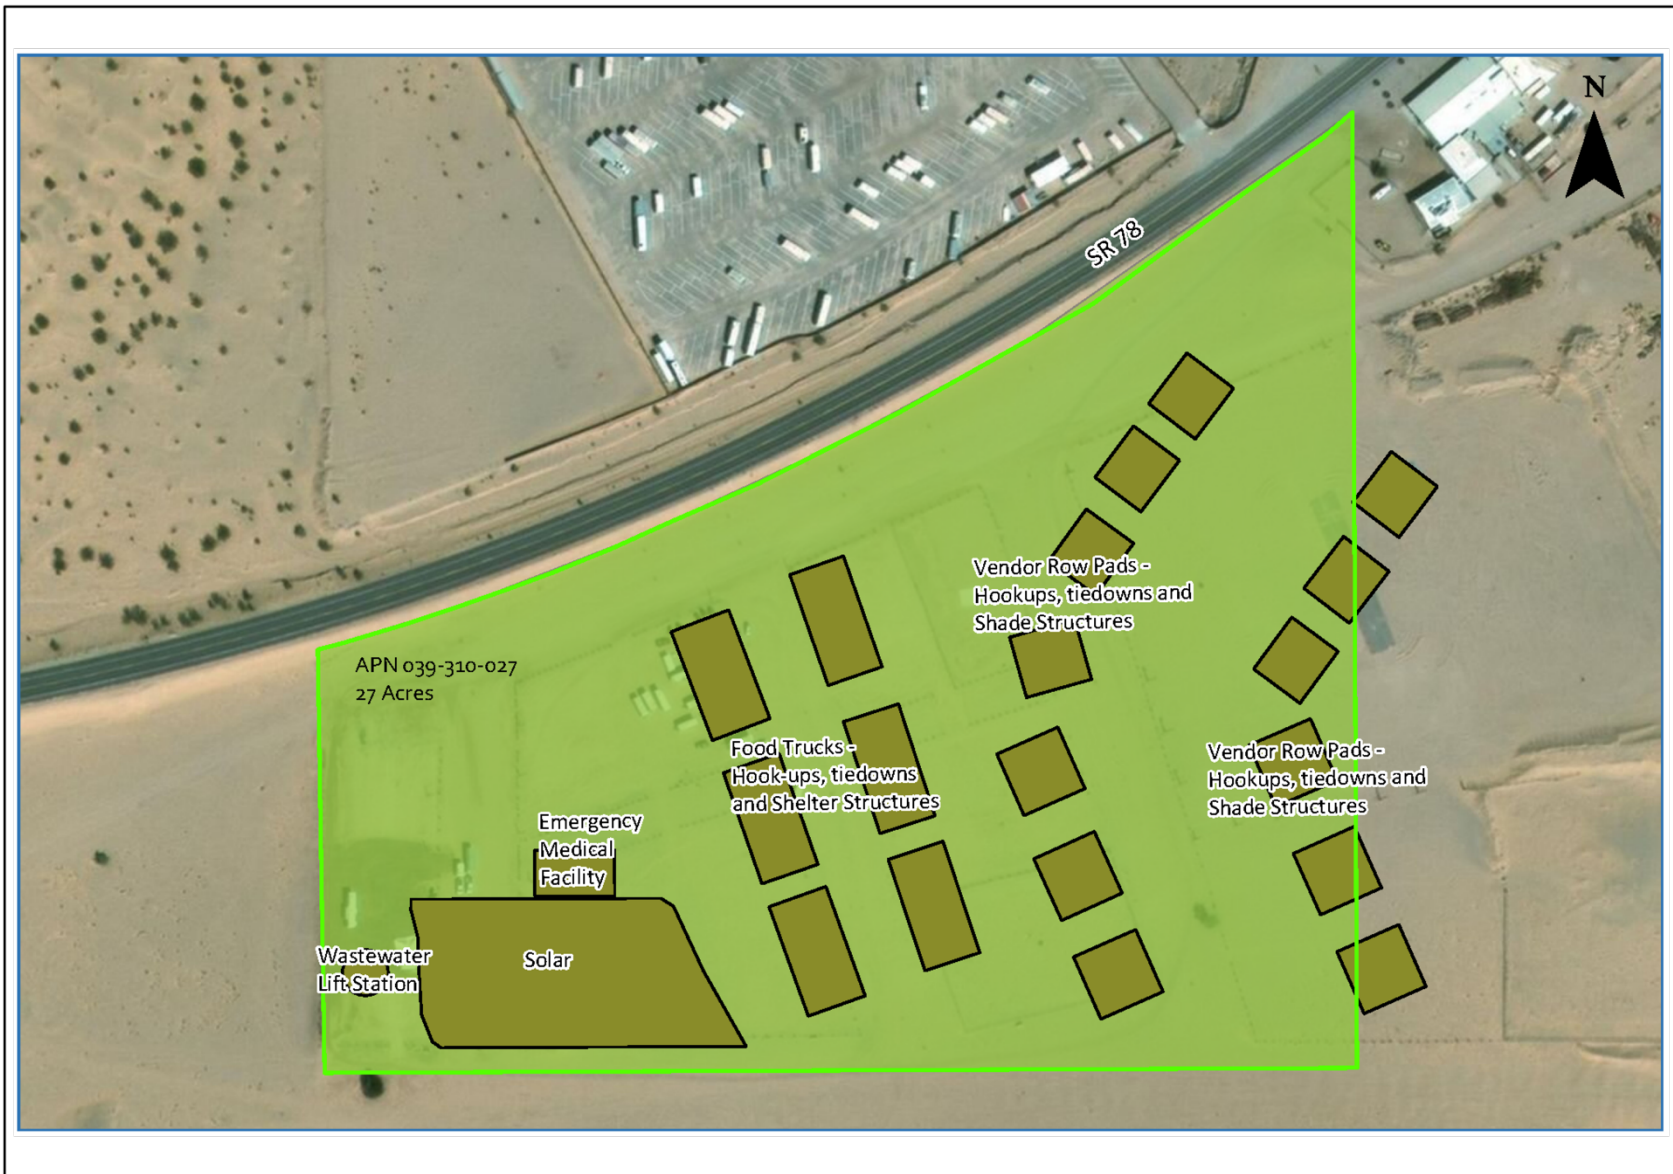 N
SR 78
APN 039-310-027
27 Acres
Vendor Row Pads -
Hookups, tiedowns and
Shade Structures
Food Trucks -
Hook-ups, tiedowns
and Shelter Structures
Vendor Row Pads -
Hookups, tiedowns and
Shade Structures
Emergency
Medical
Facility
Wastewater
Lift Station
Solar